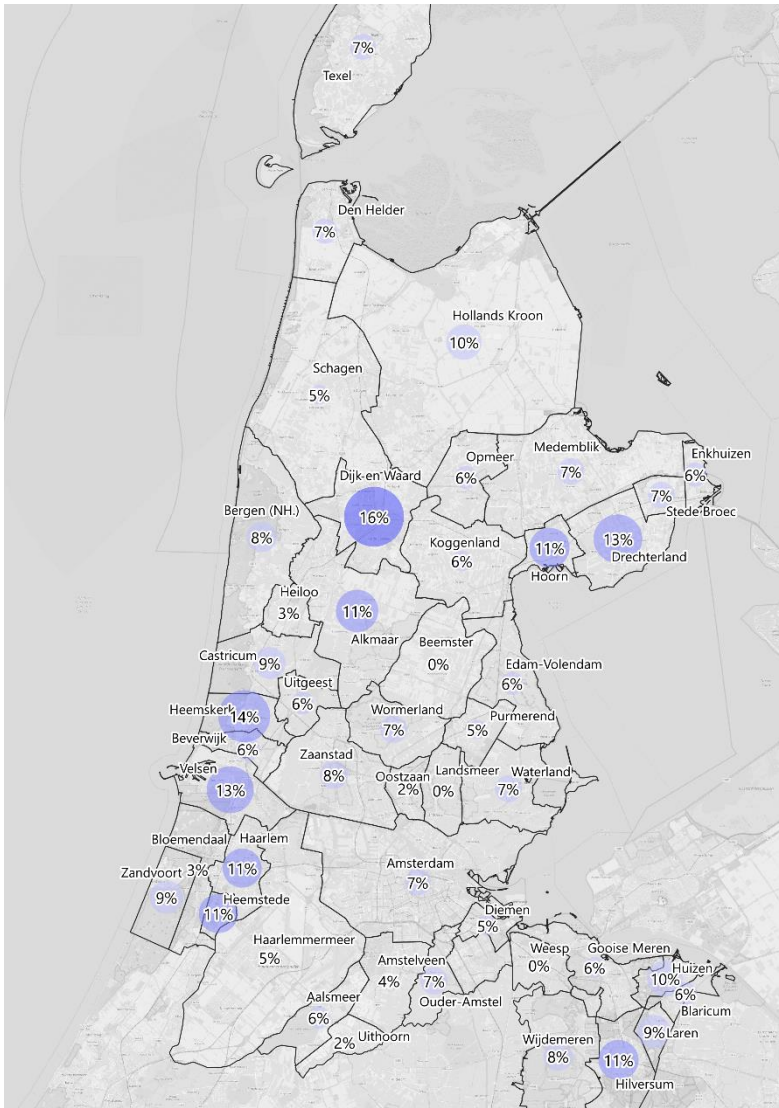 7%
Texel
Den Helder
7%
Hollands Kroon
10%
Schagen
5%
Medemblik
7%
Opmeer
6%
Enkhuizen
6%
7%
Stede Broec
Dijk en Waard
16%
Bergen (NH.)
8%
Koggenland
6%
11%
Hoorn
13%
Drechterland
Heiloo
3%
11%
Alkmaar
Beemster
0%
Castricum
9%
Edam-Volendam
6%
Uitgeest
6%
Heemskerk
14%
Wormerland
7%
Purmerend
5%
Beverwijk
6%
Zaanstad
8%
Velsen
13%
Oostzaan
2%
Landsmeer
0%
Waterland
7%
Bloemendaal
3%
Haarlem
11%
Zandvoort
9%
Amsterdam
7%
Heemstede
11%
Diemen
5%
Haarlemmermeer
5%
Amstelveen
4%
7%
Ouder-Amstel
Weesp
0%
Gooise Meren
6%
Huizen
10%
6%
Blaricum
Aalsmeer
6%
Uithoorn
2%
Wijdemeren
8%
9% Laren
11%
Hilversum